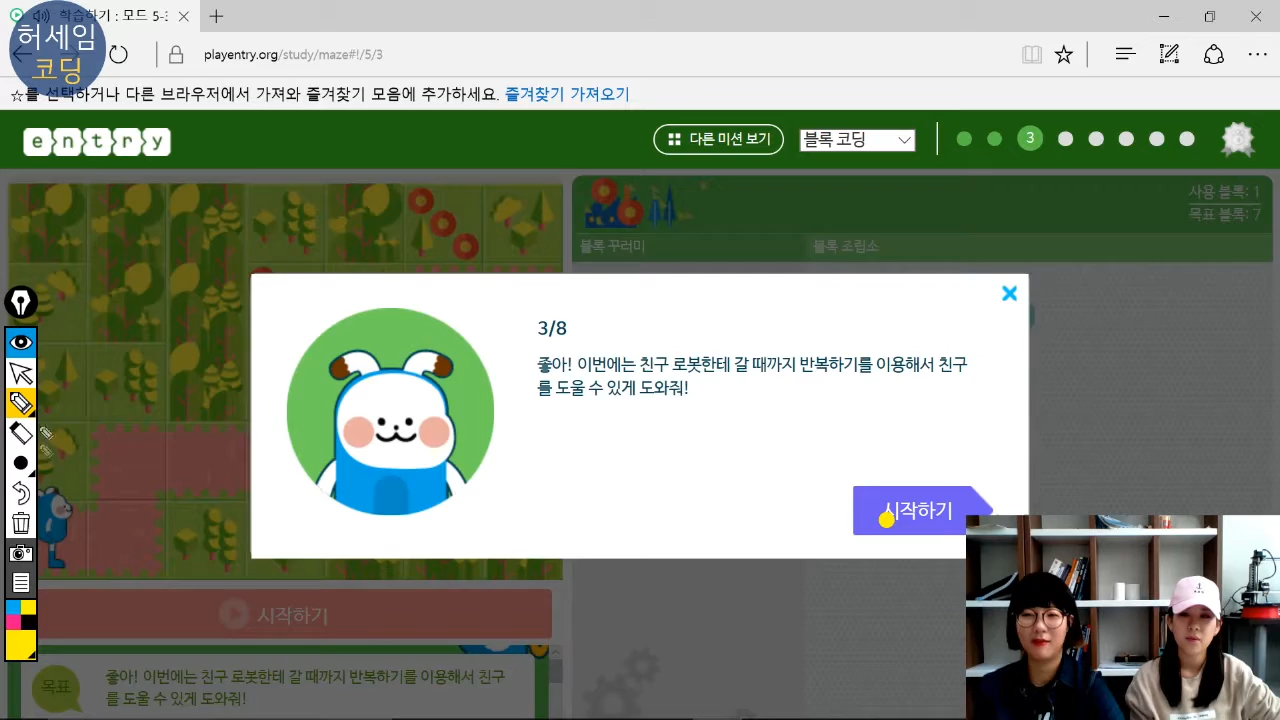 학습하기 : 모드 5-3
허세임
코딩
playentry.org/study/maze#!/5/3
☆를 선택하거나 다른 브라우저에서 가져와 즐겨찾기 모음에 추가하세요. 즐겨찾기 가져오기
entry
다른 미션 보기
블록 코딩
3
사용 블록: 1
목표 블록: 7
블록 꾸러미
블록 조립소
3/8
좋아! 이번에는 친구 로봇한테 갈 때까지 반복하기를 이용해서 친구
를 도울 수 있게 도와줘!
시작하기
시작하기
목표
좋아! 이번에는 친구 로봇한테 갈 때까지 반복하기를 이용해서 친구
를 도울 수 있게 도와줘!